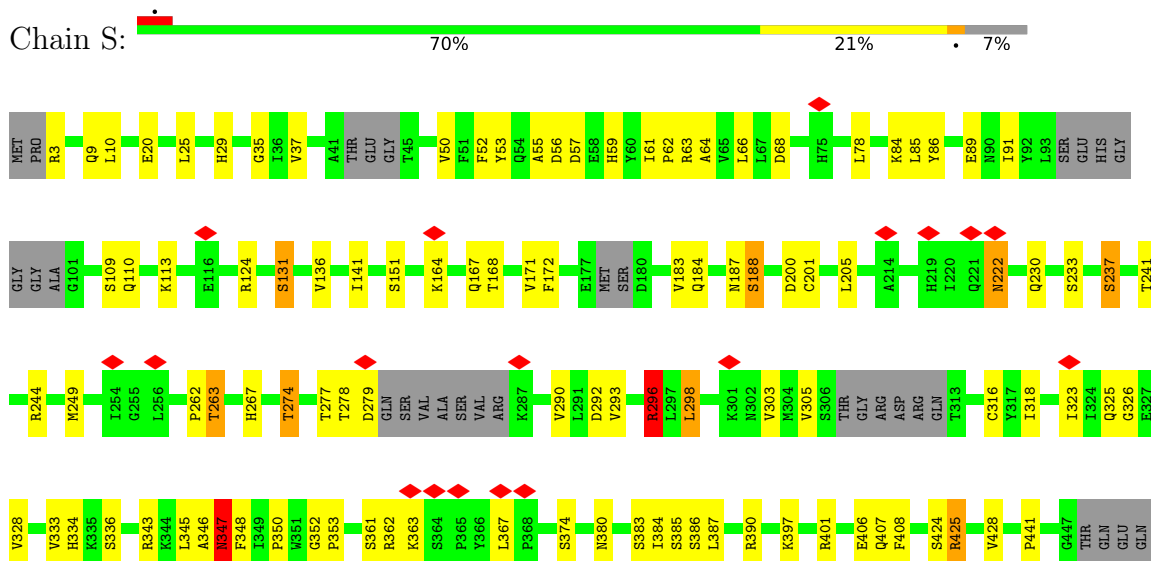 Chain S:
70% 21% • 7%
MET PRO R3 Q9 L10 E20 L25 H29 G35 I36 V37 A41 THR GLU GLY T45 V50 F51 F52 Y53 Q54 A55 D56 D57 E58 H59 Y60 I61 P62 R63 A64 V65 L66 L67 D68 H75 L78 K84 L85 Y86 E89 N90 I91 Y92 L93 SER GLU HIS GLY
GLY GLY ALA G101 S109 Q110 K113 E116 R124 S131 V136 I141 S151 K164 Q167 T168 V171 F172 E177 MET SER D180 V183 Q184 N187 S188 D200 C201 L205 A214 H219 I220 Q221 N222 Q230 S233 S237 T241
R244 M249 I254 G255 L256 P262 T263 H267 T274 T277 T278 D279 GLN SER VAL ALA SER VAL ARG K287 V290 L291 D292 V293 R296 L297 L298 K301 N302 V303 M304 V305 S306 THR GLY ARG ASP ARG GLN T313 C316 Y317 I318 I323 I324 Q325 G326 E327
V328 V333 H334 K335 S336 R343 K344 L345 A346 N347 F348 I349 P350 W351 G352 P353 S361 R362 K363 S364 P365 Y366 L367 P368 S374 N380 S383 I384 S385 S386 L387 R390 K397 R401 E406 Q407 F408 S424 R425 V428 P441 G447 THR GLN GLU GLN